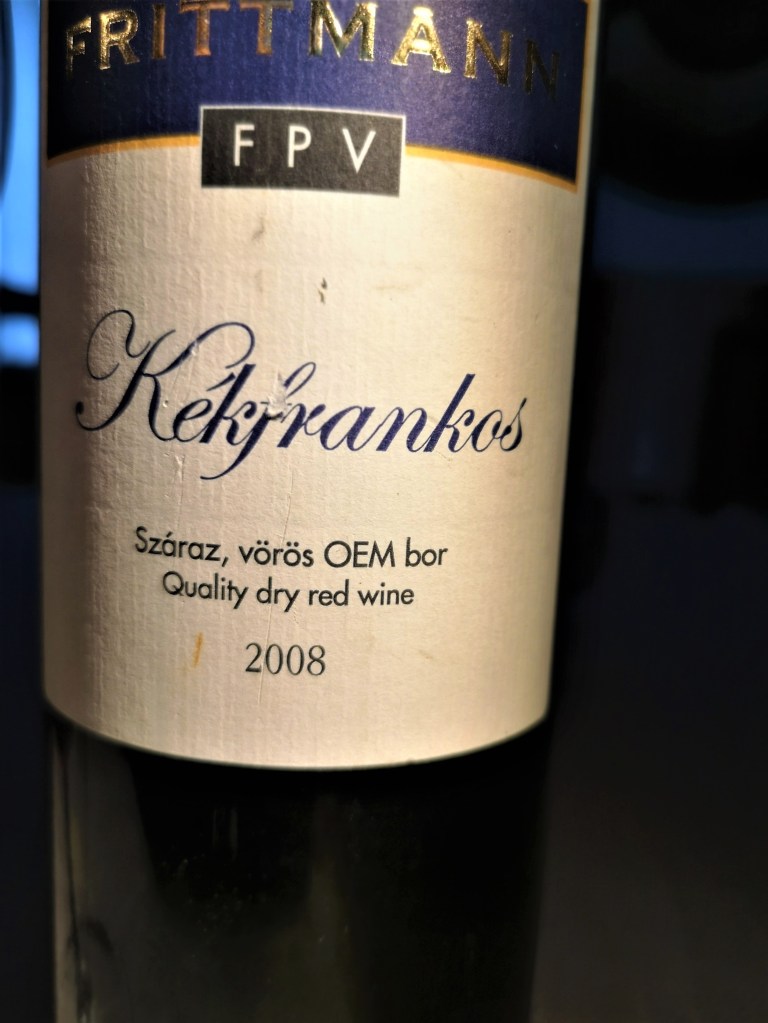 FRITTMANN
FPV
Kékfrankos
Száraz, vörös OEM bor
Quality dry red wine
2008